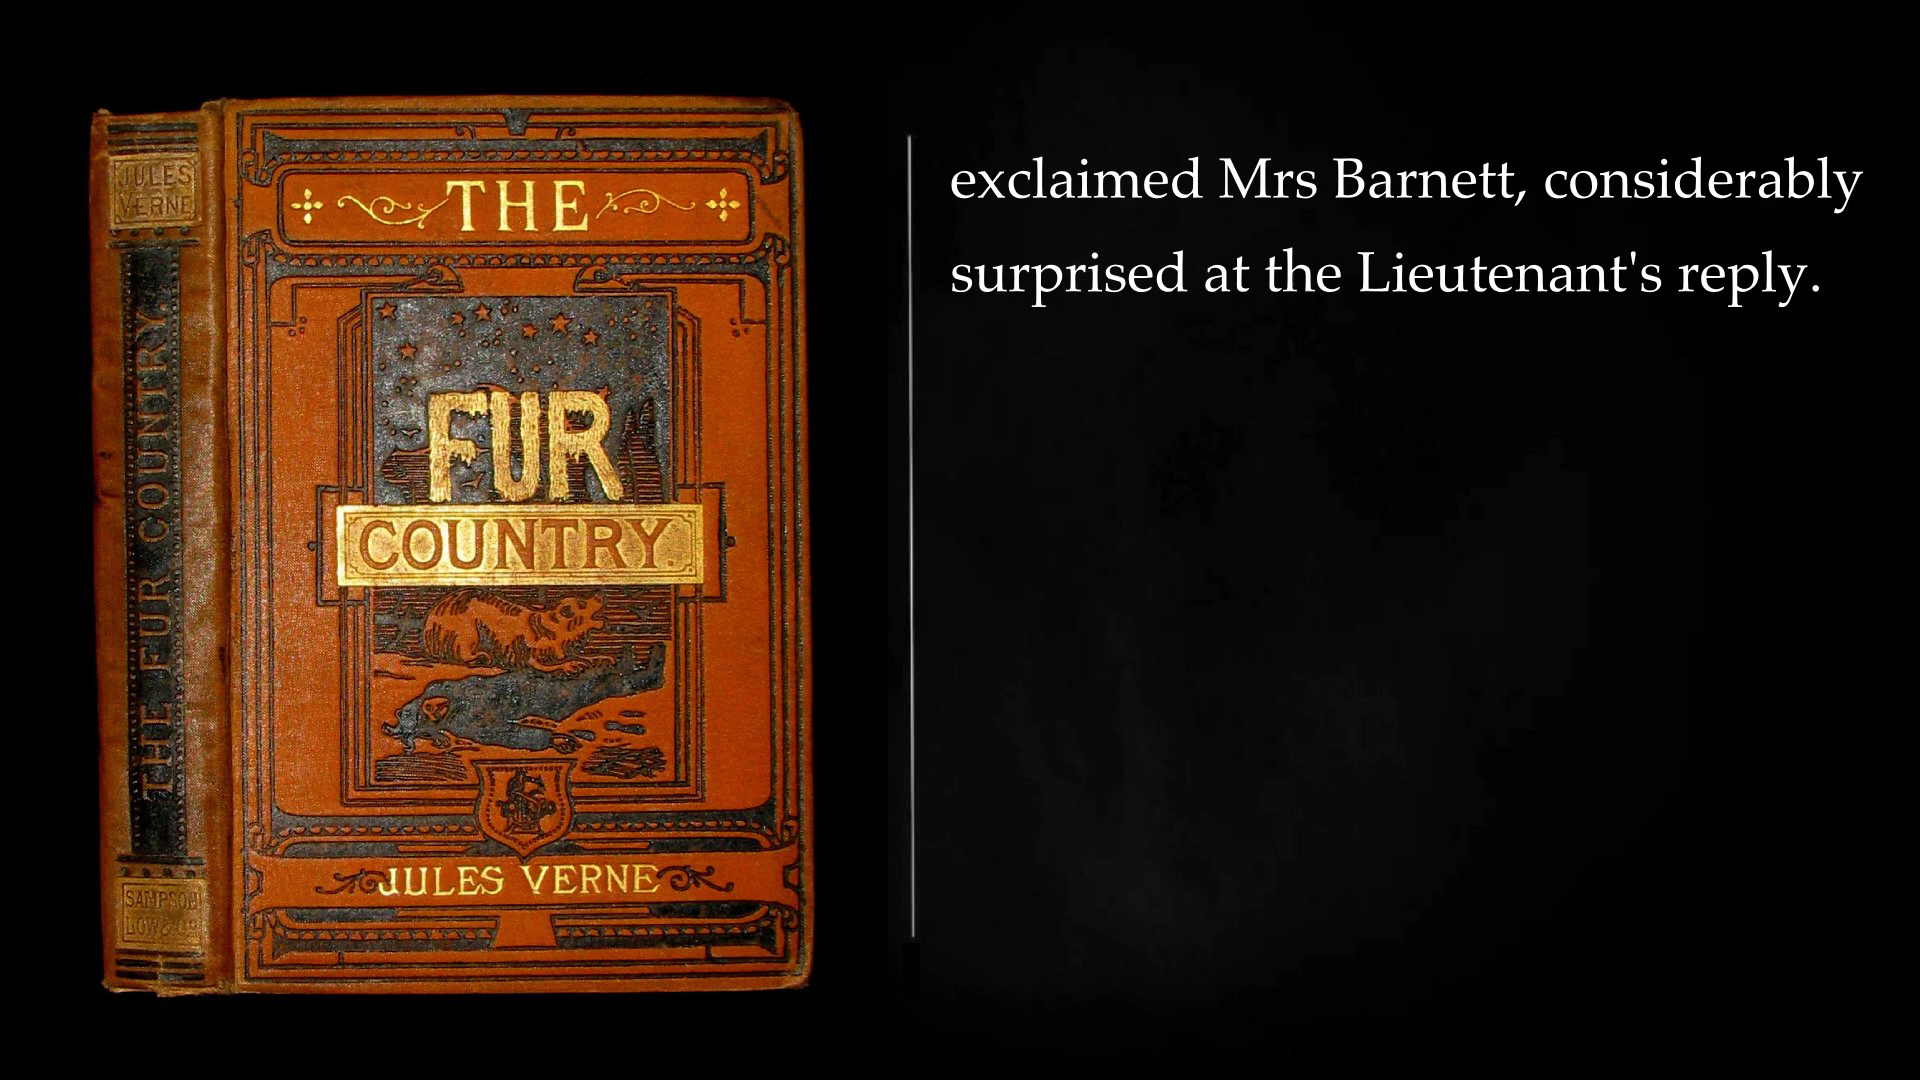 JULES
VERNE
THE FUR COUNTRY.
SAMPSON
LOW & Co
THE
FUR
COUNTRY.
JULES VERNE
exclaimed Mrs Barnett, considerably
surprised at the Lieutenant's reply.